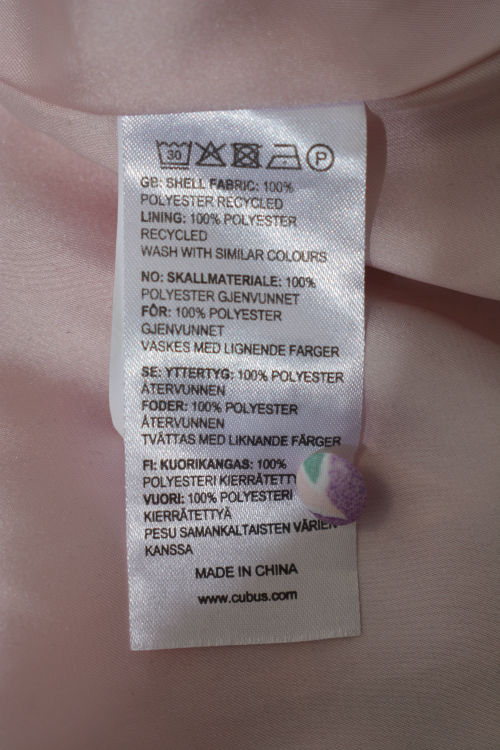 30 P
GB: SHELL FABRIC: 100%
POLYESTER RECYCLED
LINING: 100% POLYESTER
RECYCLED
WASH WITH SIMILAR COLOURS
NO: SKALLMATERIALE: 100%
POLYESTER GJENVUNNET
FÔR: 100% POLYESTER
GJENVUNNET
VASKES MED LIGNENDE FARGER
SE: YTTERTYG: 100% POLYESTER
ÅTERVUNNEN
FODER: 100% POLYESTER
ÅTERVUNNEN
TVÄTTAS MED LIKNANDE FÄRGER
FI: KUORIKANGAS: 100%
POLYESTERI
VUORI: 100% POLYESTERI
KIERRÄTETTYÄ
PESU SAMANKALTAISTEN
KANSSA
MADE IN CHINA
www.cubus.com